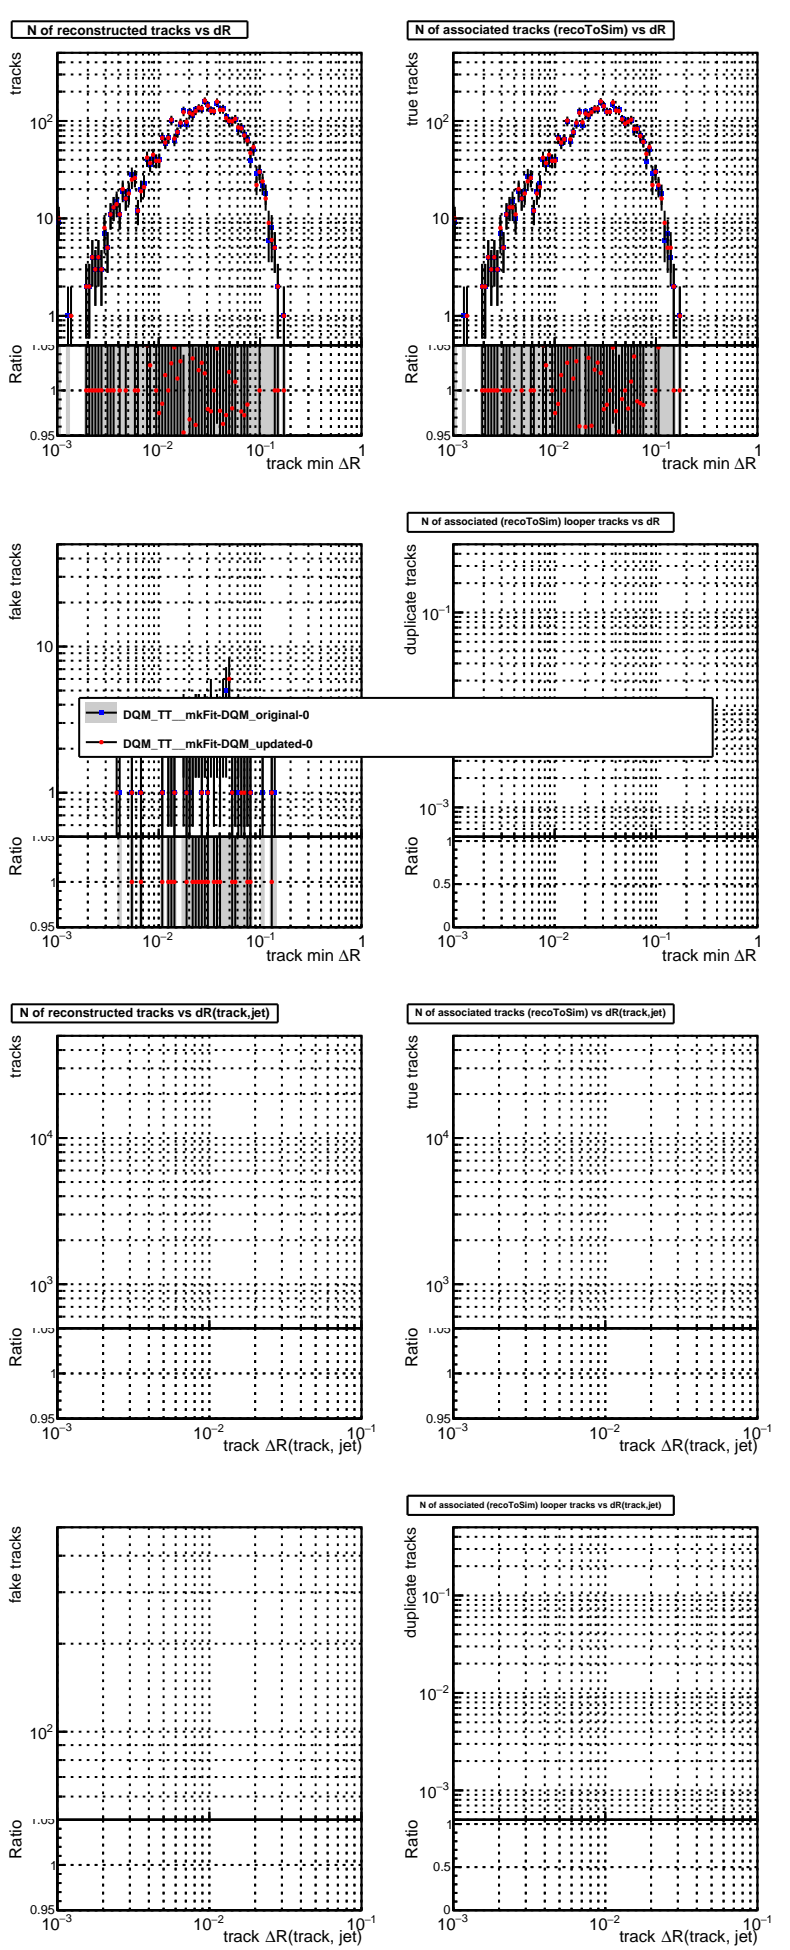 N of reconstructed tracks vs dR
tracks
10²
10
1
1.05
Ratio
1
0.95
10⁻³
10⁻²
10⁻¹
1
track min ΔR
N of associated tracks (recoToSim) vs dR
true tracks
10²
10
1
1.05
Ratio
1
0.95
10⁻³
10⁻²
10⁻¹
1
track min ΔR
fake tracks
10
1
1.05
Ratio
1
0.95
10⁻³
10⁻²
10⁻¹
1
track min ΔR
N of associated (recoToSim) looper tracks vs dR
duplicate tracks
10⁻¹
10⁻³
1
Ratio
0.5
0
10⁻³
10⁻²
10⁻¹
1
track min ΔR
DQM_TT__mkFit-DQM_original-0
DQM_TT__mkFit-DQM_updated-0
N of reconstructed tracks vs dR(track,jet)
tracks
10⁴
10³
1.05
Ratio
1
0.95
10⁻³
10⁻²
10⁻¹
track ΔR(track, jet)
N of associated tracks (recoToSim) vs dR(track,jet)
true tracks
10⁴
10³
1.05
Ratio
1
0.95
10⁻³
10⁻²
10⁻¹
track ΔR(track, jet)
fake tracks
10²
1.05
Ratio
1
0.95
10⁻³
10⁻²
10⁻¹
track ΔR(track, jet)
N of associated (recoToSim) looper tracks vs dR(track,jet)
duplicate tracks
10⁻¹
10⁻²
10⁻³
1
Ratio
0.5
0
10⁻³
10⁻²
10⁻¹
track ΔR(track, jet)